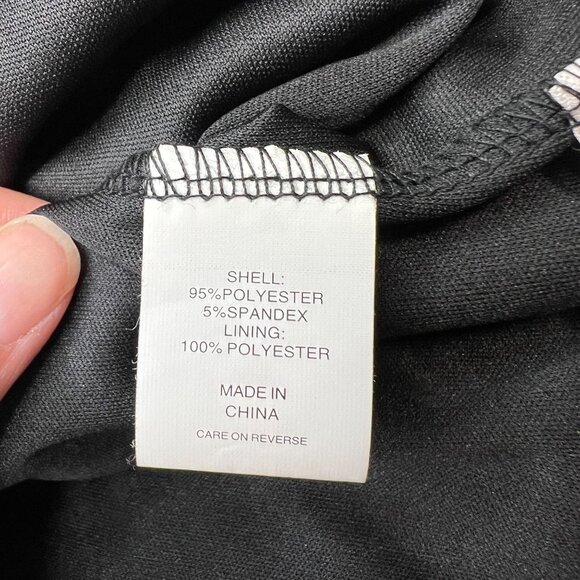 SHELL:
95%POLYESTER
5%SPANDEX
LINING:
100% POLYESTER
MADE IN
CHINA
CARE ON REVERSE